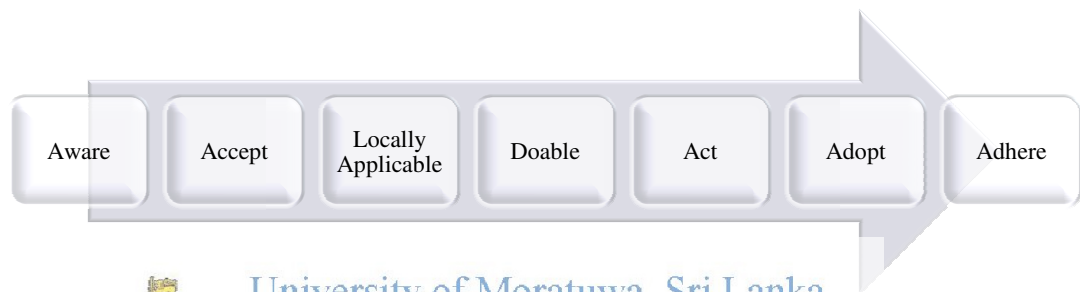 Aware
Accept
Locally
Applicable
Doable
Act
Adopt
Adhere
University of Moratuwa, Sri Lanka